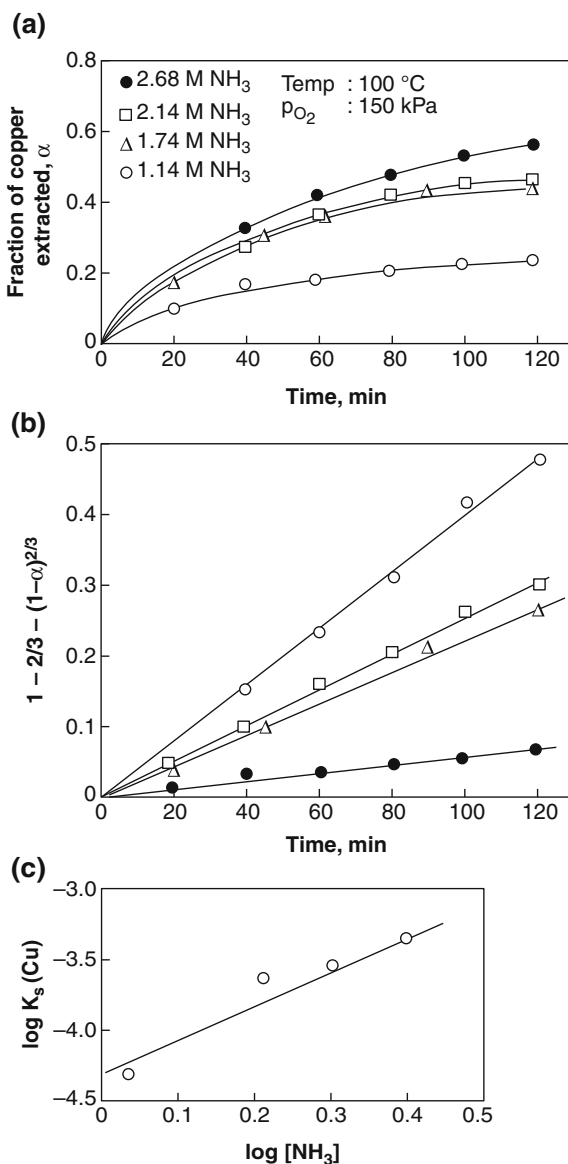 (a)
2.68 M NH3
2.14 M NH3
1.74 M NH3
1.14 M NH3
Temp : 100 °C
pO2 : 150 kPa
Fraction of copper
extracted, α
0.8
0.6
0.4
0.2
0
0 20 40 60 80 100 120
Time, min
(b)
1 – 2/3 – (1–α)2/3
0.5
0.4
0.3
0.2
0.1
0
0 20 40 60 80 100 120
Time, min
(c)
log Ks (Cu)
–3.0
–3.5
–4.0
–4.5
0 0.1 0.2 0.3 0.4 0.5
log [NH3]